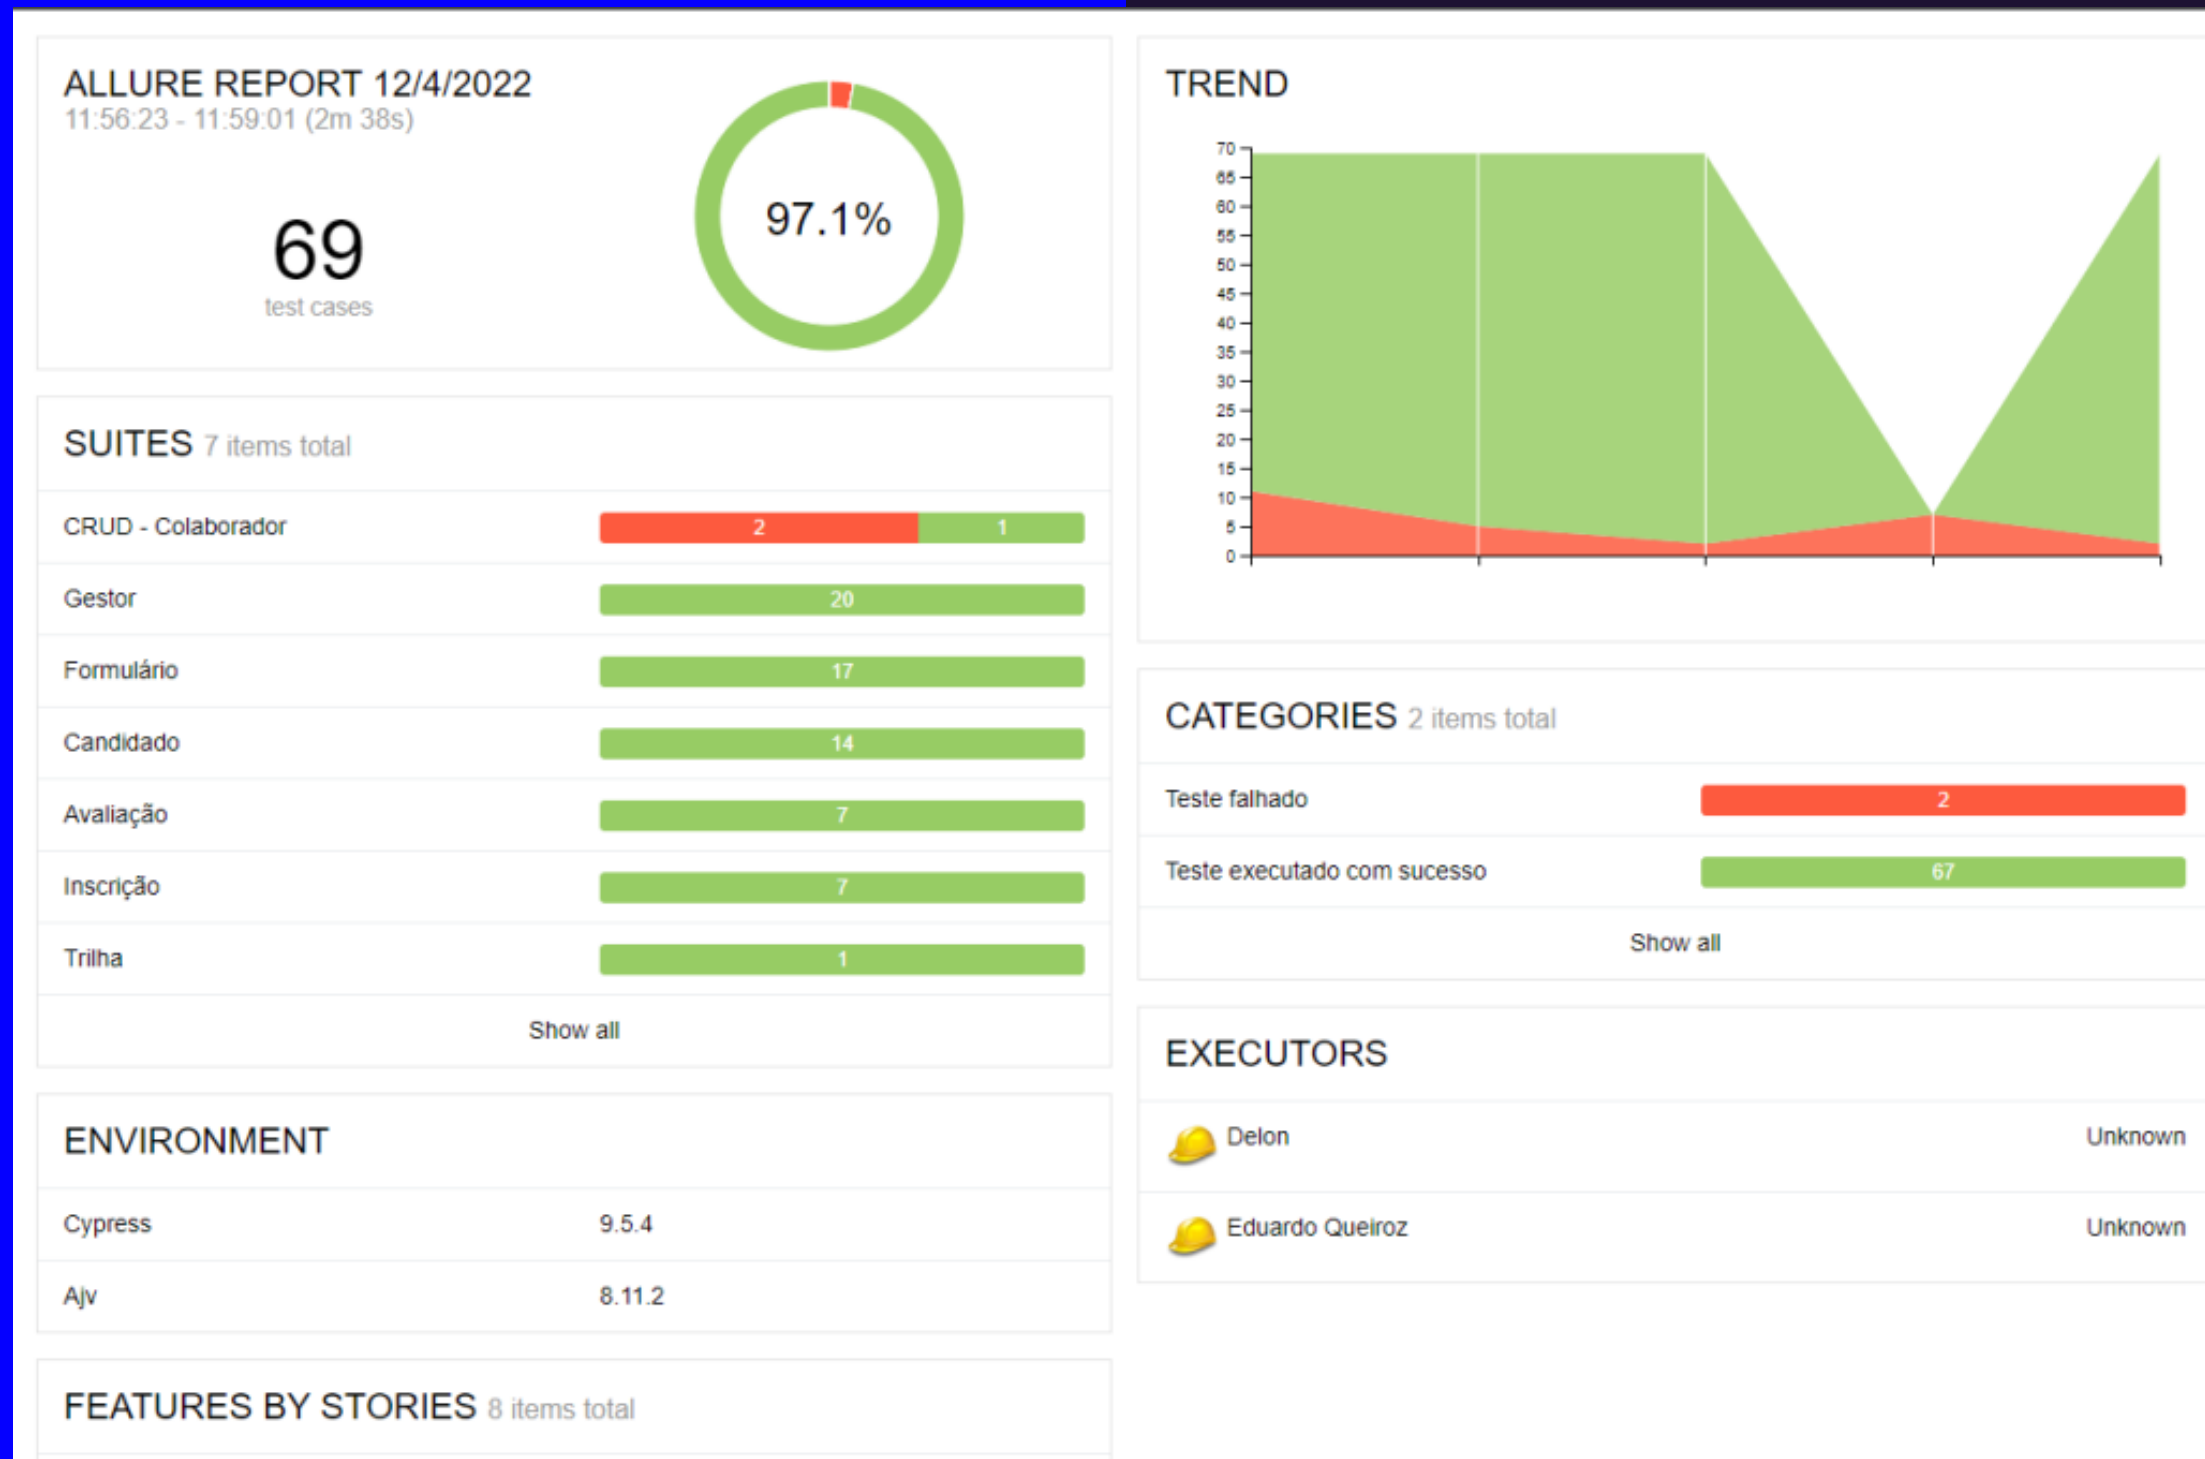 ALLURE REPORT 12/4/2022
11:56:23 - 11:59:01 (2m 38s)
69
test cases
97.1%
SUITES 7 items total
CRUD - Colaborador 2 1
Gestor 20
Formulário 17
Candidado 14
Avaliação 7
Inscrição 7
Trilha 1
Show all
ENVIRONMENT
Cypress 9.5.4
Ajv 8.11.2
FEATURES BY STORIES 8 items total
TREND
70
65
60
55
50
45
40
35
30
25
20
15
10
5
0
CATEGORIES 2 items total
Teste falhado 2
Teste executado com sucesso 67
Show all
EXECUTORS
Delon Unknown
Eduardo Queiroz Unknown